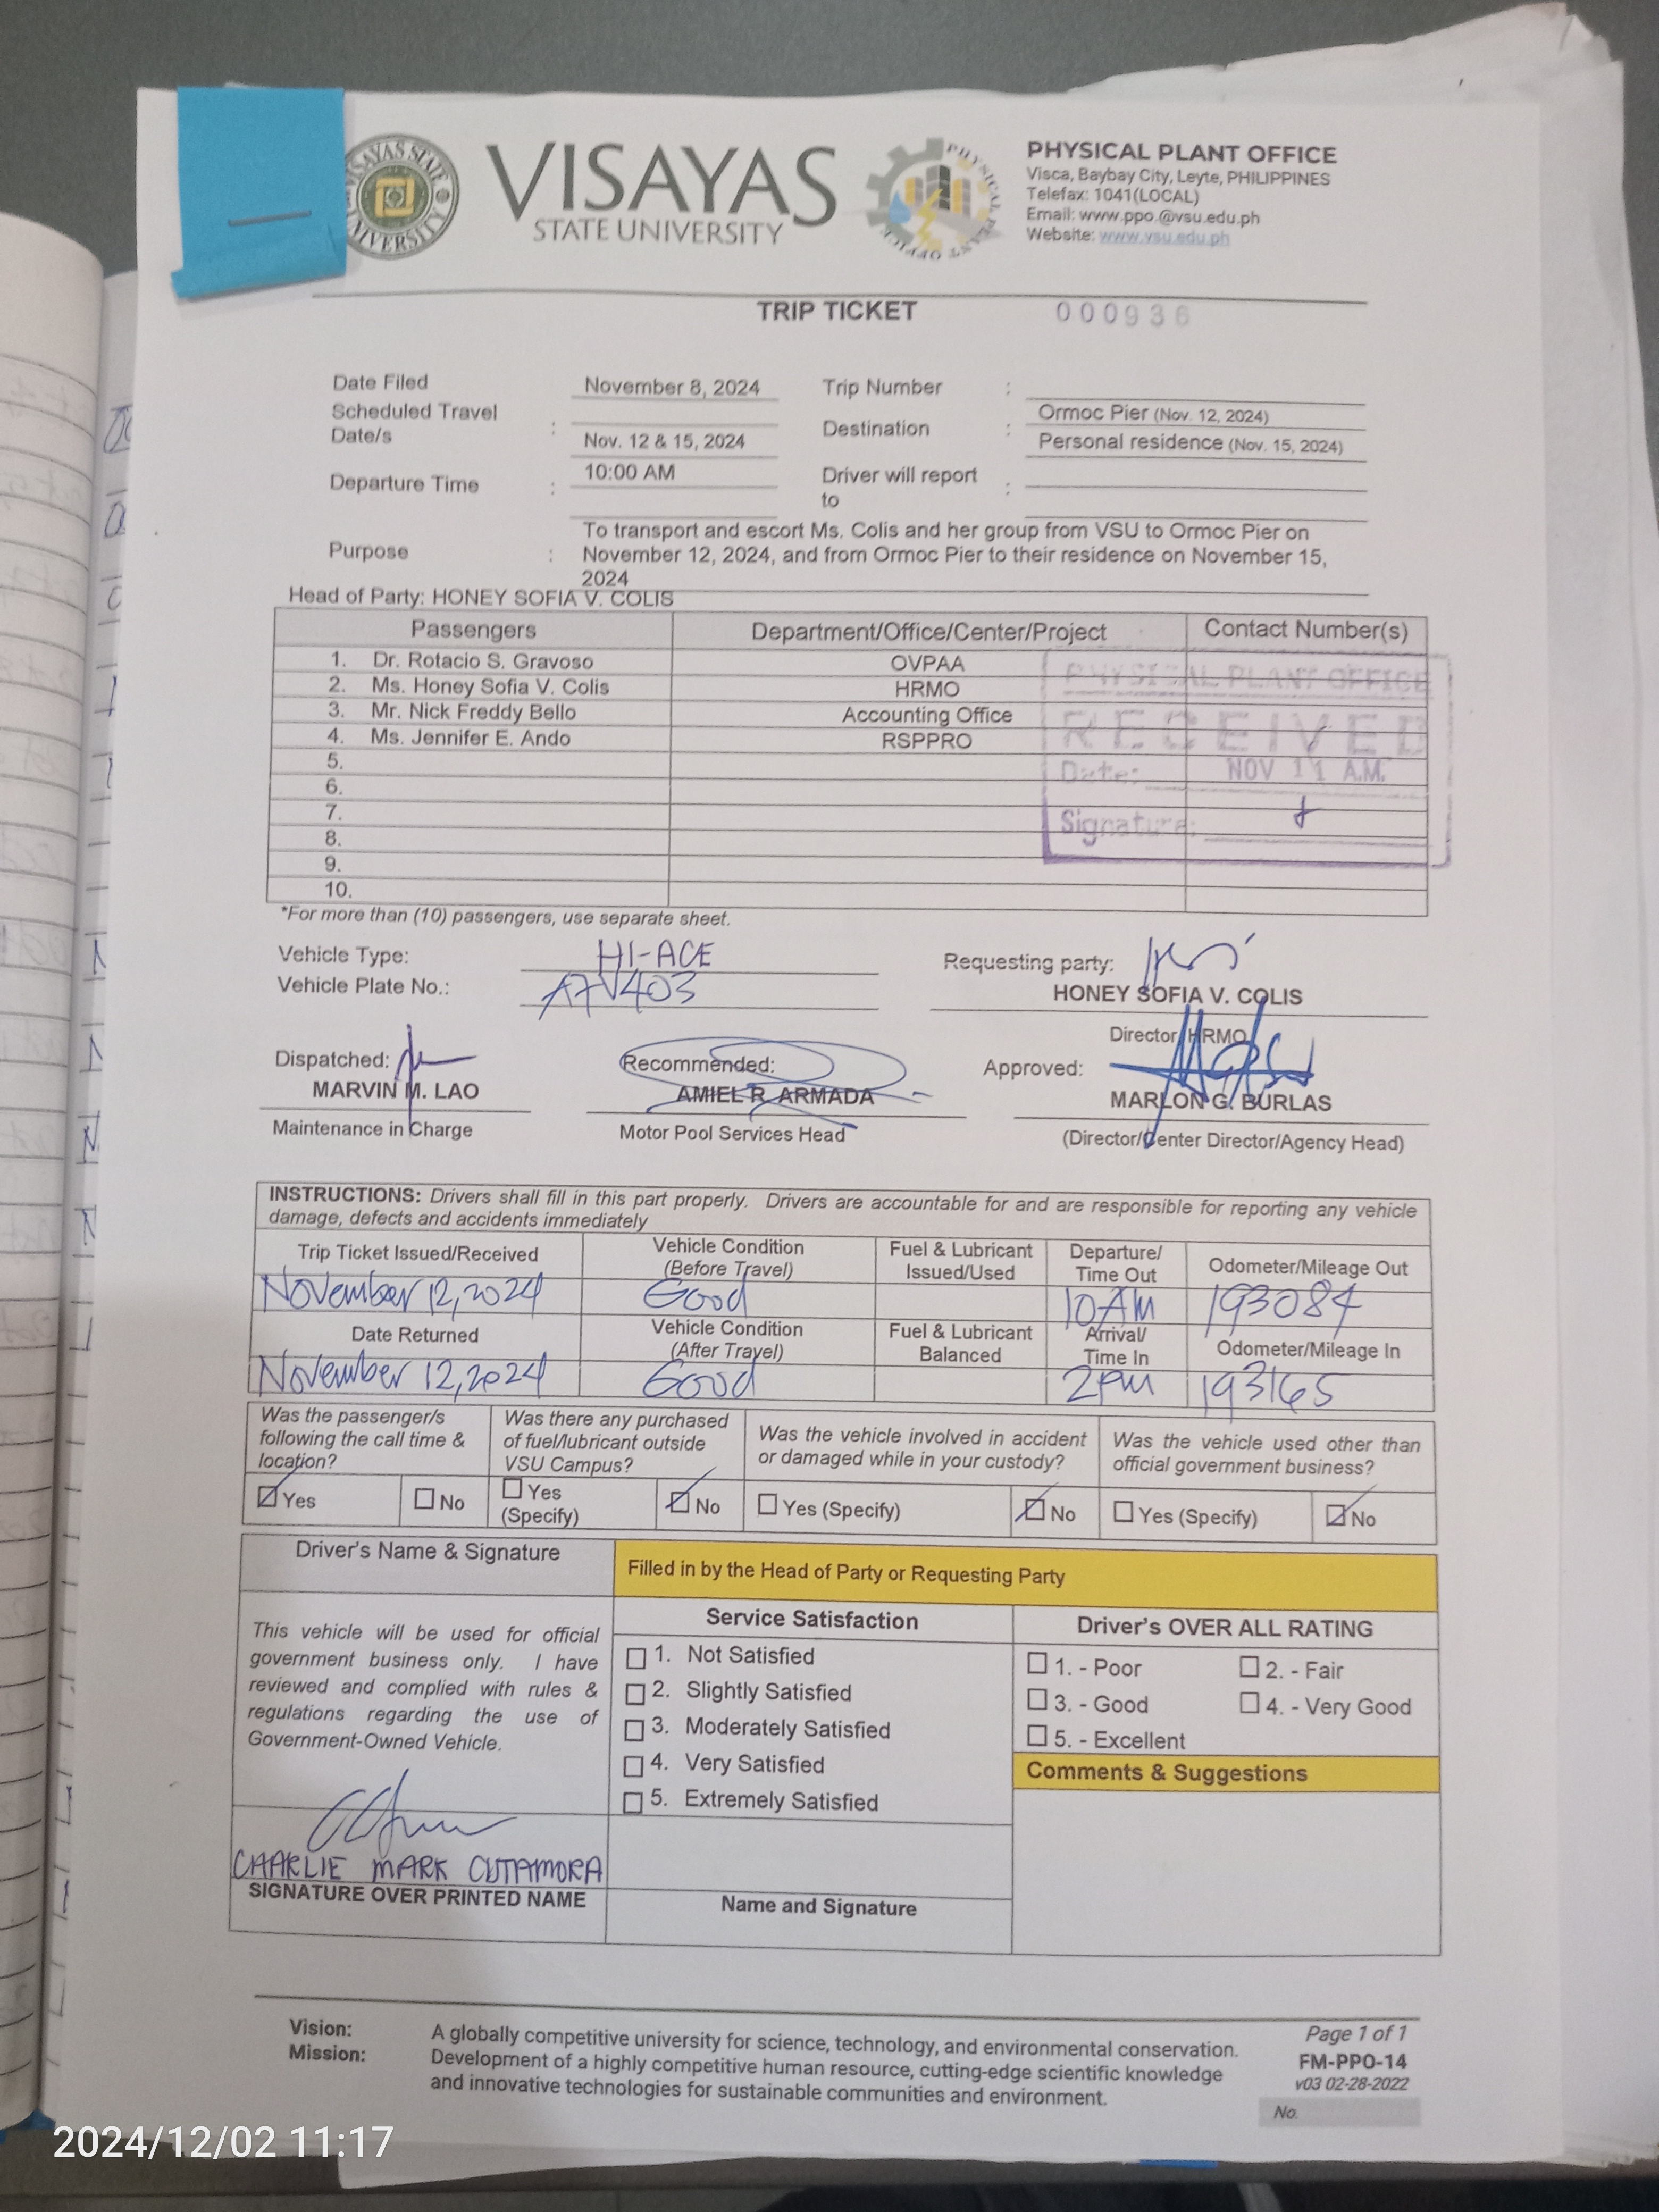 VISAYAS
STATE UNIVERSITY
VISAYAS STATE UNIVERSITY
PHYSICAL PLANT OFFICE
PHYSICAL PLANT OFFICE
Visca, Baybay City, Leyte, PHILIPPINES
Telefax: 1041(LOCAL)
Email: www.ppo.@vsu.edu.ph
Website: www.vsu.edu.ph
TRIP TICKET 000936
Date Filed November 8, 2024 Trip Number :
Scheduled Travel Date/s : Nov. 12 & 15, 2024 Destination : Ormoc Pier (Nov. 12, 2024)
Personal residence (Nov. 15, 2024)
Departure Time : 10:00 AM Driver will report to :
Purpose : To transport and escort Ms. Colis and her group from VSU to Ormoc Pier on
November 12, 2024, and from Ormoc Pier to their residence on November 15,
2024
Head of Party: HONEY SOFIA V. COLIS
Passengers Department/Office/Center/Project Contact Number(s)
1. Dr. Rotacio S. Gravoso OVPAA
2. Ms. Honey Sofia V. Colis HRMO
3. Mr. Nick Freddy Bello Accounting Office
4. Ms. Jennifer E. Ando RSPPRO
5.
6.
7.
8.
9.
10.
PHYSICAL PLANT OFFICE
RECEIVED
Date: NOV 11 A.M.
Signature:
*For more than (10) passengers, use separate sheet.
Vehicle Type: HI-ACE Requesting party:
Vehicle Plate No.: A7V403 HONEY SOFIA V. COLIS
Director, HRMO
Dispatched: Recommended: Approved:
MARVIN M. LAO AMIEL R. ARMADA MARLON G. BURLAS
Maintenance in Charge Motor Pool Services Head (Director/Center Director/Agency Head)
INSTRUCTIONS: Drivers shall fill in this part properly. Drivers are accountable for and are responsible for reporting any vehicle
damage, defects and accidents immediately
Trip Ticket Issued/Received Vehicle Condition (Before Travel) Fuel & Lubricant Issued/Used Departure/ Time Out Odometer/Mileage Out
November 12, 2024 Good 10AM 193084
Date Returned Vehicle Condition (After Travel) Fuel & Lubricant Balanced Arrival/ Time In Odometer/Mileage In
November 12, 2024 Good 2PM 193165
Was the passenger/s following the call time & location? Was there any purchased of fuel/lubricant outside VSU Campus? Was the vehicle involved in accident or damaged while in your custody? Was the vehicle used other than official government business?
Yes No Yes (Specify) No Yes (Specify) No Yes (Specify) No
Driver's Name & Signature Filled in by the Head of Party or Requesting Party
This vehicle will be used for official
government business only. I have
reviewed and complied with rules &
regulations regarding the use of
Government-Owned Vehicle.
CHARLIE MARK CUTAMORA
SIGNATURE OVER PRINTED NAME
Service Satisfaction
1. Not Satisfied
2. Slightly Satisfied
3. Moderately Satisfied
4. Very Satisfied
5. Extremely Satisfied
Name and Signature
Driver's OVER ALL RATING
1. - Poor 2. - Fair
3. - Good 4. - Very Good
5. - Excellent
Comments & Suggestions
Vision: A globally competitive university for science, technology, and environmental conservation.
Mission: Development of a highly competitive human resource, cutting-edge scientific knowledge
and innovative technologies for sustainable communities and environment.
Page 1 of 1
FM-PPO-14
v03 02-28-2022
No.
2024/12/02 11:17